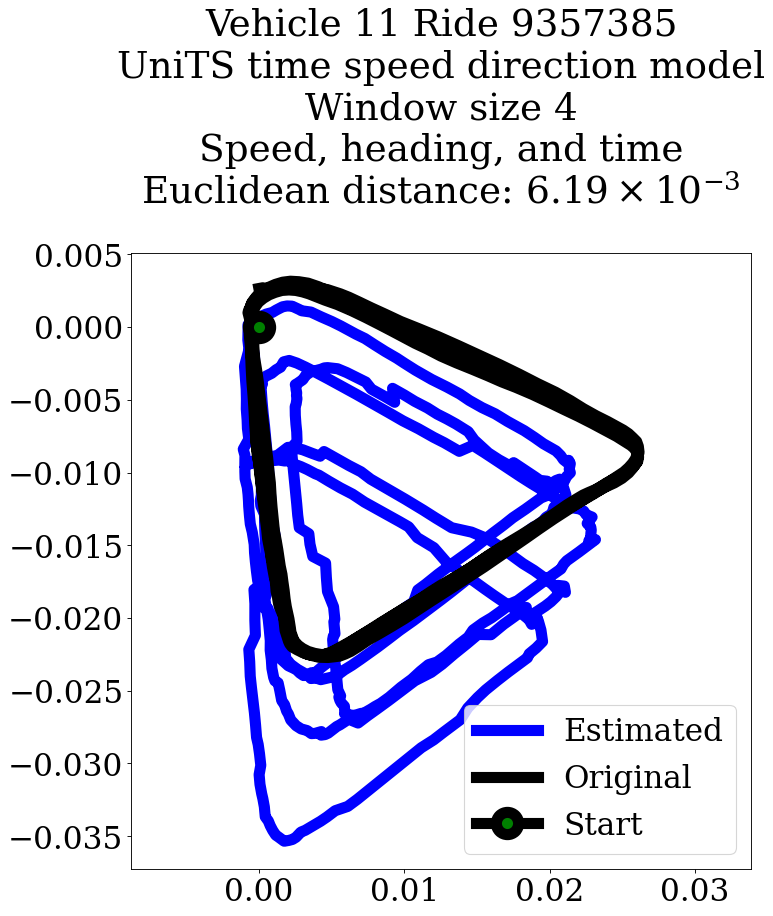 Vehicle 11 Ride 9357385
UniTS time speed direction model
Window size 4
Speed, heading, and time
Euclidean distance: 6.19 × 10⁻³
0.005
0.000
−0.005
−0.010
−0.015
−0.020
−0.025
−0.030
−0.035
Estimated
Original
Start
0.00 0.01 0.02 0.03